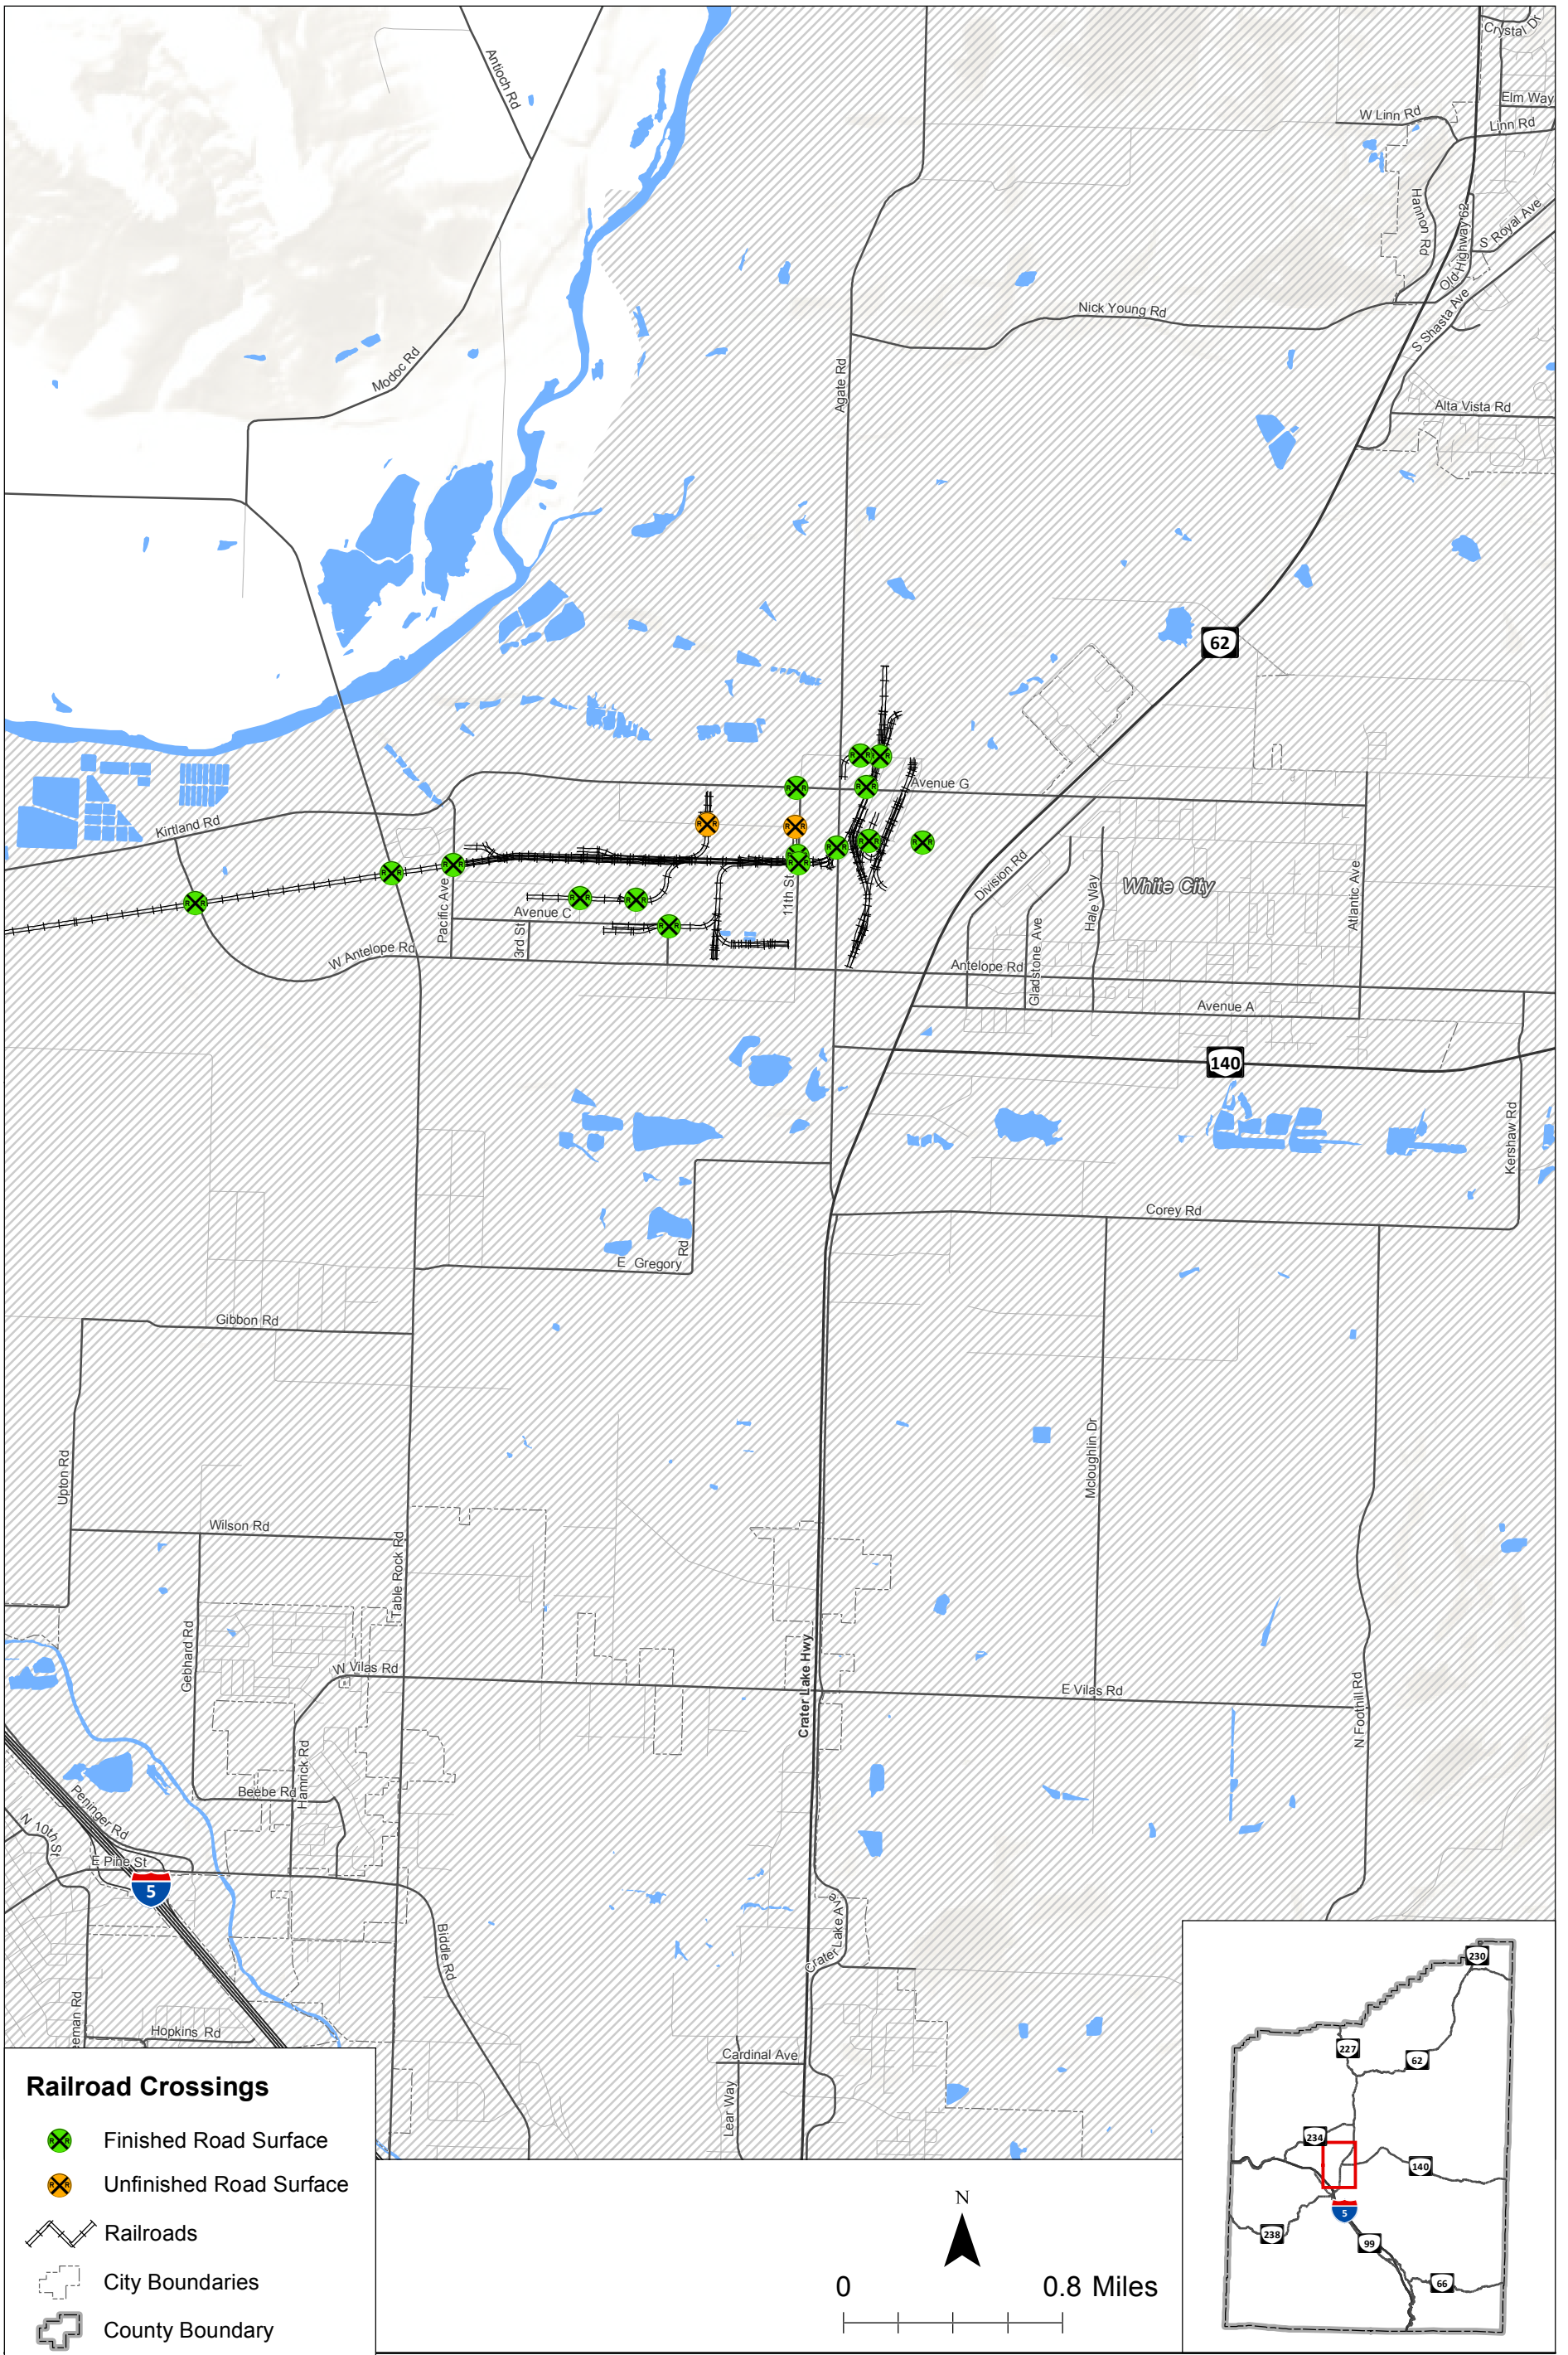 Crystal Dr
Antioch Rd
Elm Way
W Linn Rd
Linn Rd
Hannon Rd
Old Highway 62
S Royal Ave
Nick Young Rd
S Shasta Ave
Modoc Rd
Agate Rd
Alta Vista Rd
62
Avenue G
Kirtland Rd
Division Rd
White City
Hale Way
Atlantic Ave
Pacific Ave
11th St
Avenue C
3rd St
W Antelope Rd
Antelope Rd
Gladstone Ave
Avenue A
140
Kershaw Rd
Corey Rd
E Gregory Rd
Gibbon Rd
Upton Rd
Mcloughlin Dr
Wilson Rd
Table Rock Rd
Gebhard Rd
W Vilas Rd
Crater Lake Hwy
E Vilas Rd
N Foothill Rd
Hamrick Rd
Beebe Rd
Peninger Rd
N 10th St
E Pine St
5
Crater Lake Ave
Biddle Rd
eeman Rd
Hopkins Rd
Cardinal Ave
Lear Way
Railroad Crossings
Finished Road Surface
Unfinished Road Surface
Railroads
City Boundaries
County Boundary
N
0 0.8 Miles
230
227
62
234
140
5
238
99
66